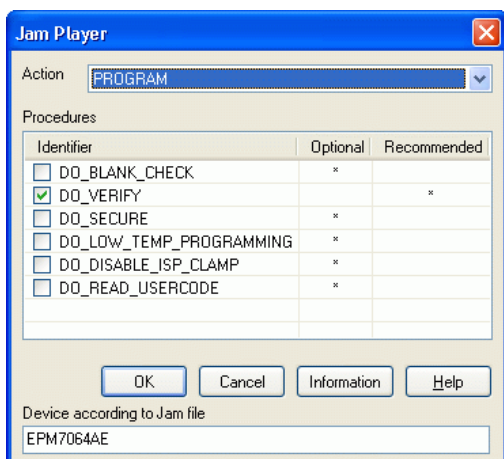 Jam Player
Action PROGRAM
Procedures
Identifier Optional Recommended
DO_BLANK_CHECK *
DO_VERIFY *
DO_SECURE *
DO_LOW_TEMP_PROGRAMMING *
DO_DISABLE_ISP_CLAMP *
DO_READ_USERCODE *
OK Cancel Information Help
Device according to Jam file
EPM7064AE